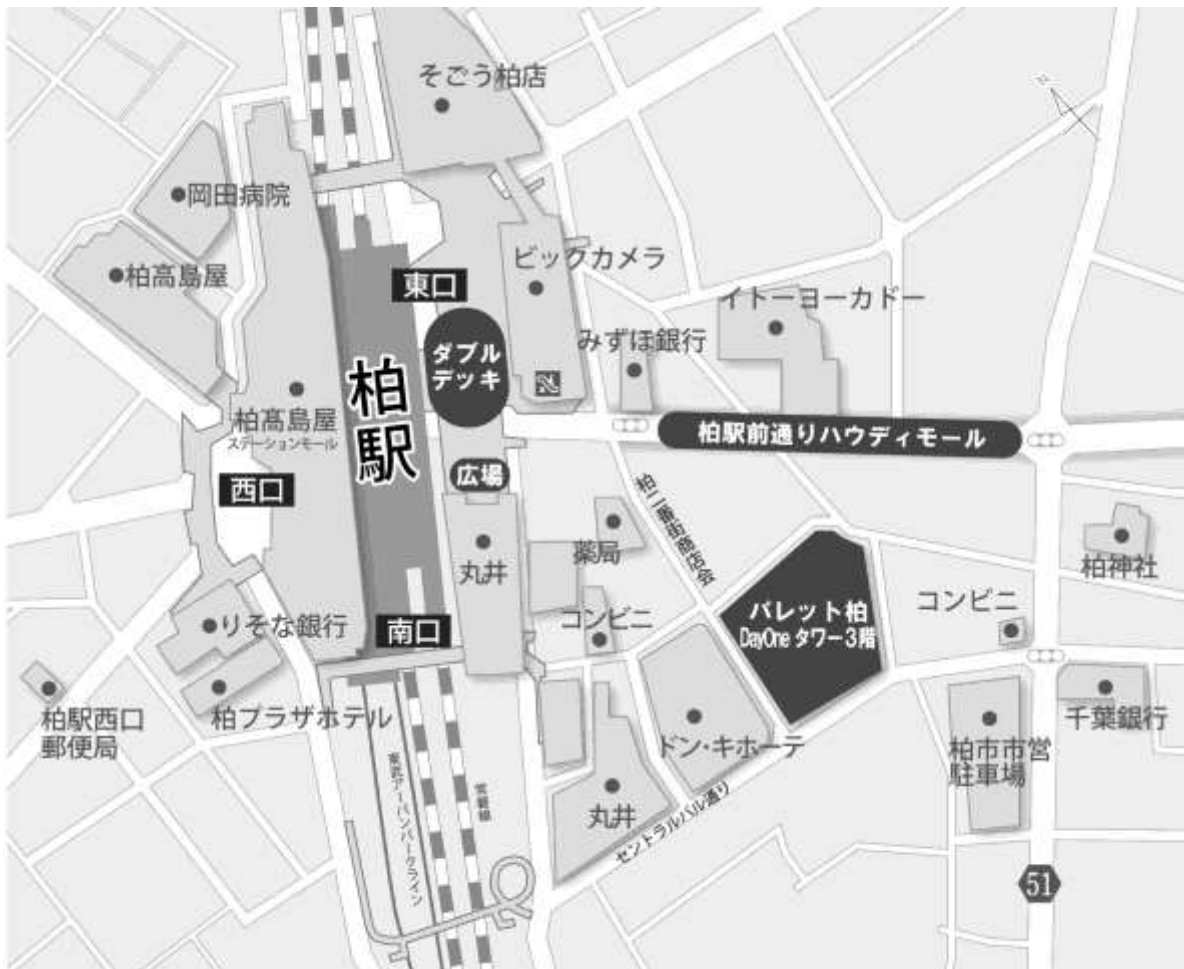 そごう柏店
岡田病院
柏高島屋
東口
ビックカメラ
イトーヨーカドー
みずほ銀行
ダブル
デッキ
柏駅
柏髙島屋
ステーションモール
柏駅前通りハウディモール
広場
西口
柏二番街商店会
薬局
丸井
柏神社
コンビニ
パレット柏
DayOne タワー3階
コンビニ
りそな銀行
南口
柏駅西口
郵便局
柏プラザホテル
ドン・キホーテ
柏市市営
駐車場
千葉銀行
東武アーバンパークライン
常磐線
丸井
セントラルパル通り
51